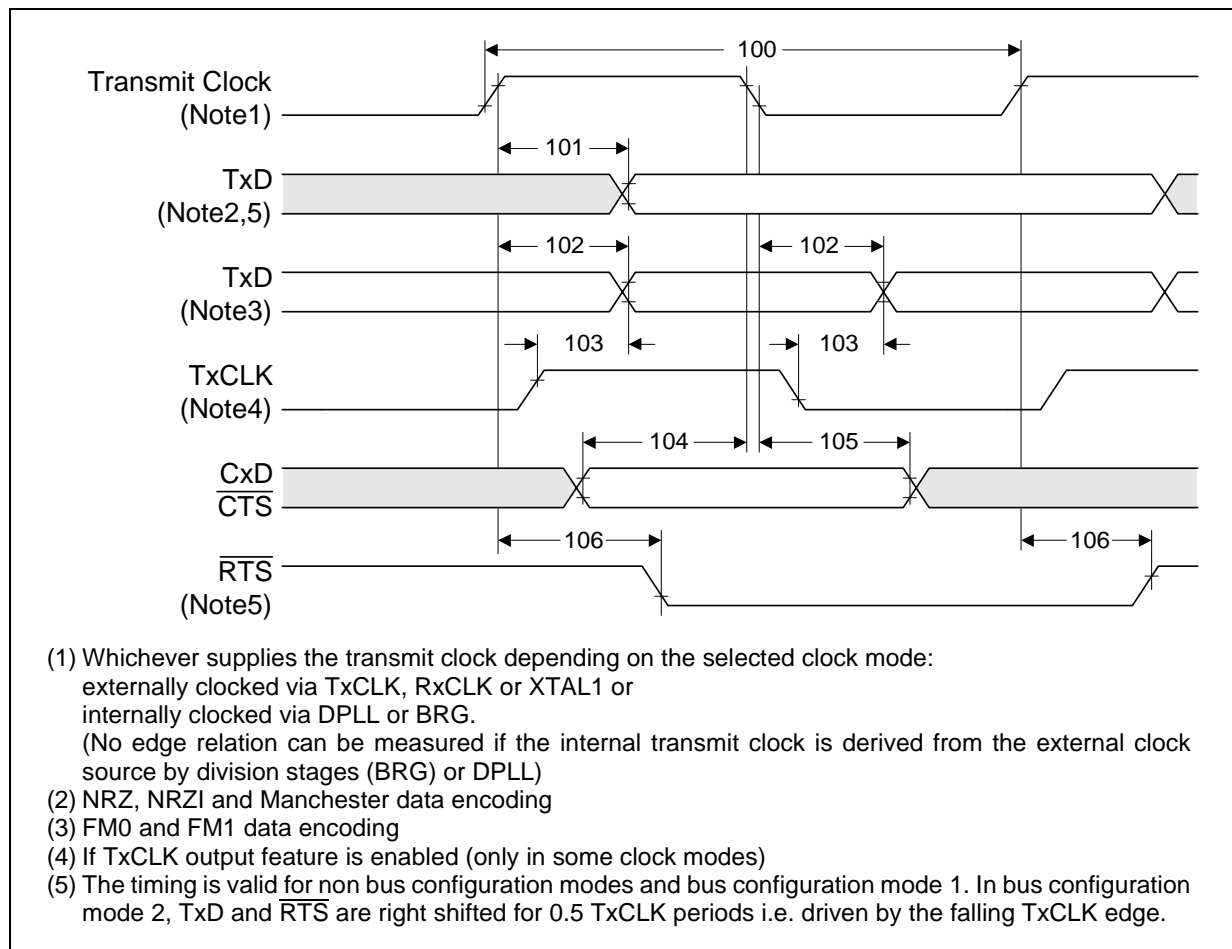 100
Transmit Clock
(Note1)
101
TxD
(Note2,5)
102 102
TxD
(Note3)
103 103
TxCLK
(Note4)
104 105
CxD
CTS
106 106
RTS
(Note5)
(1) Whichever supplies the transmit clock depending on the selected clock mode:
externally clocked via TxCLK, RxCLK or XTAL1 or
internally clocked via DPLL or BRG.
(No edge relation can be measured if the internal transmit clock is derived from the external clock
source by division stages (BRG) or DPLL)
(2) NRZ, NRZI and Manchester data encoding
(3) FM0 and FM1 data encoding
(4) If TxCLK output feature is enabled (only in some clock modes)
(5) The timing is valid for non bus configuration modes and bus configuration mode 1. In bus configuration
mode 2, TxD and RTS are right shifted for 0.5 TxCLK periods i.e. driven by the falling TxCLK edge.